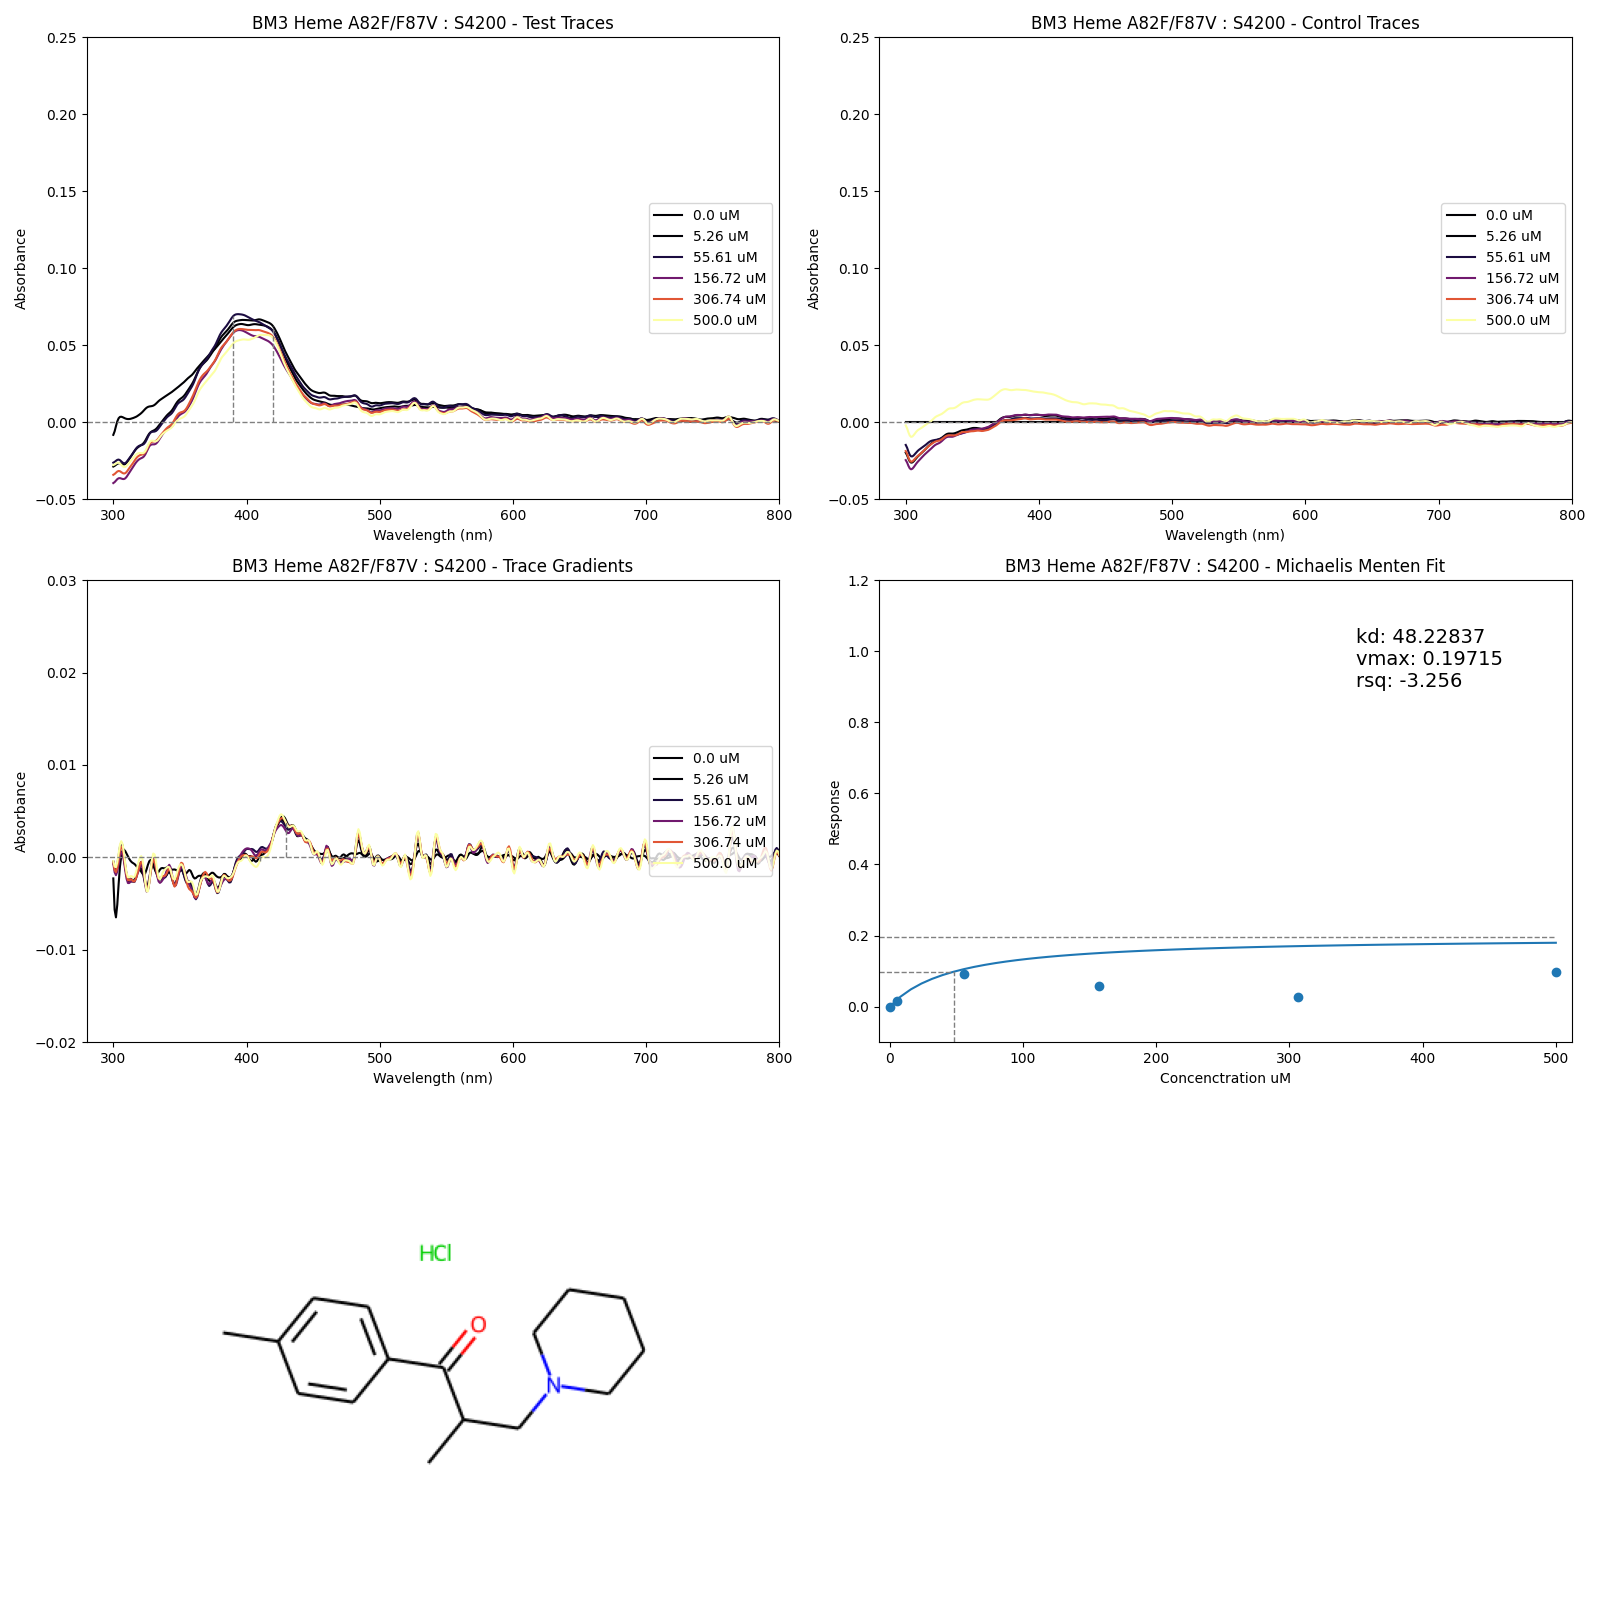 BM3 Heme A82F/F87V : S4200 - Test Traces
0.25
0.20
0.15
0.10
0.05
0.00
−0.05
Absorbance
300 400 500 600 700 800
Wavelength (nm)
0.0 uM
5.26 uM
55.61 uM
156.72 uM
306.74 uM
500.0 uM
BM3 Heme A82F/F87V : S4200 - Control Traces
0.25
0.20
0.15
0.10
0.05
0.00
−0.05
Absorbance
300 400 500 600 700 800
Wavelength (nm)
0.0 uM
5.26 uM
55.61 uM
156.72 uM
306.74 uM
500.0 uM
BM3 Heme A82F/F87V : S4200 - Trace Gradients
0.03
0.02
0.01
0.00
−0.01
−0.02
Absorbance
300 400 500 600 700 800
Wavelength (nm)
0.0 uM
5.26 uM
55.61 uM
156.72 uM
306.74 uM
500.0 uM
BM3 Heme A82F/F87V : S4200 - Michaelis Menten Fit
1.2
1.0
0.8
0.6
0.4
0.2
0.0
Response
0 100 200 300 400 500
Concenctration uM
kd: 48.22837
vmax: 0.19715
rsq: -3.256
HCl
O
N